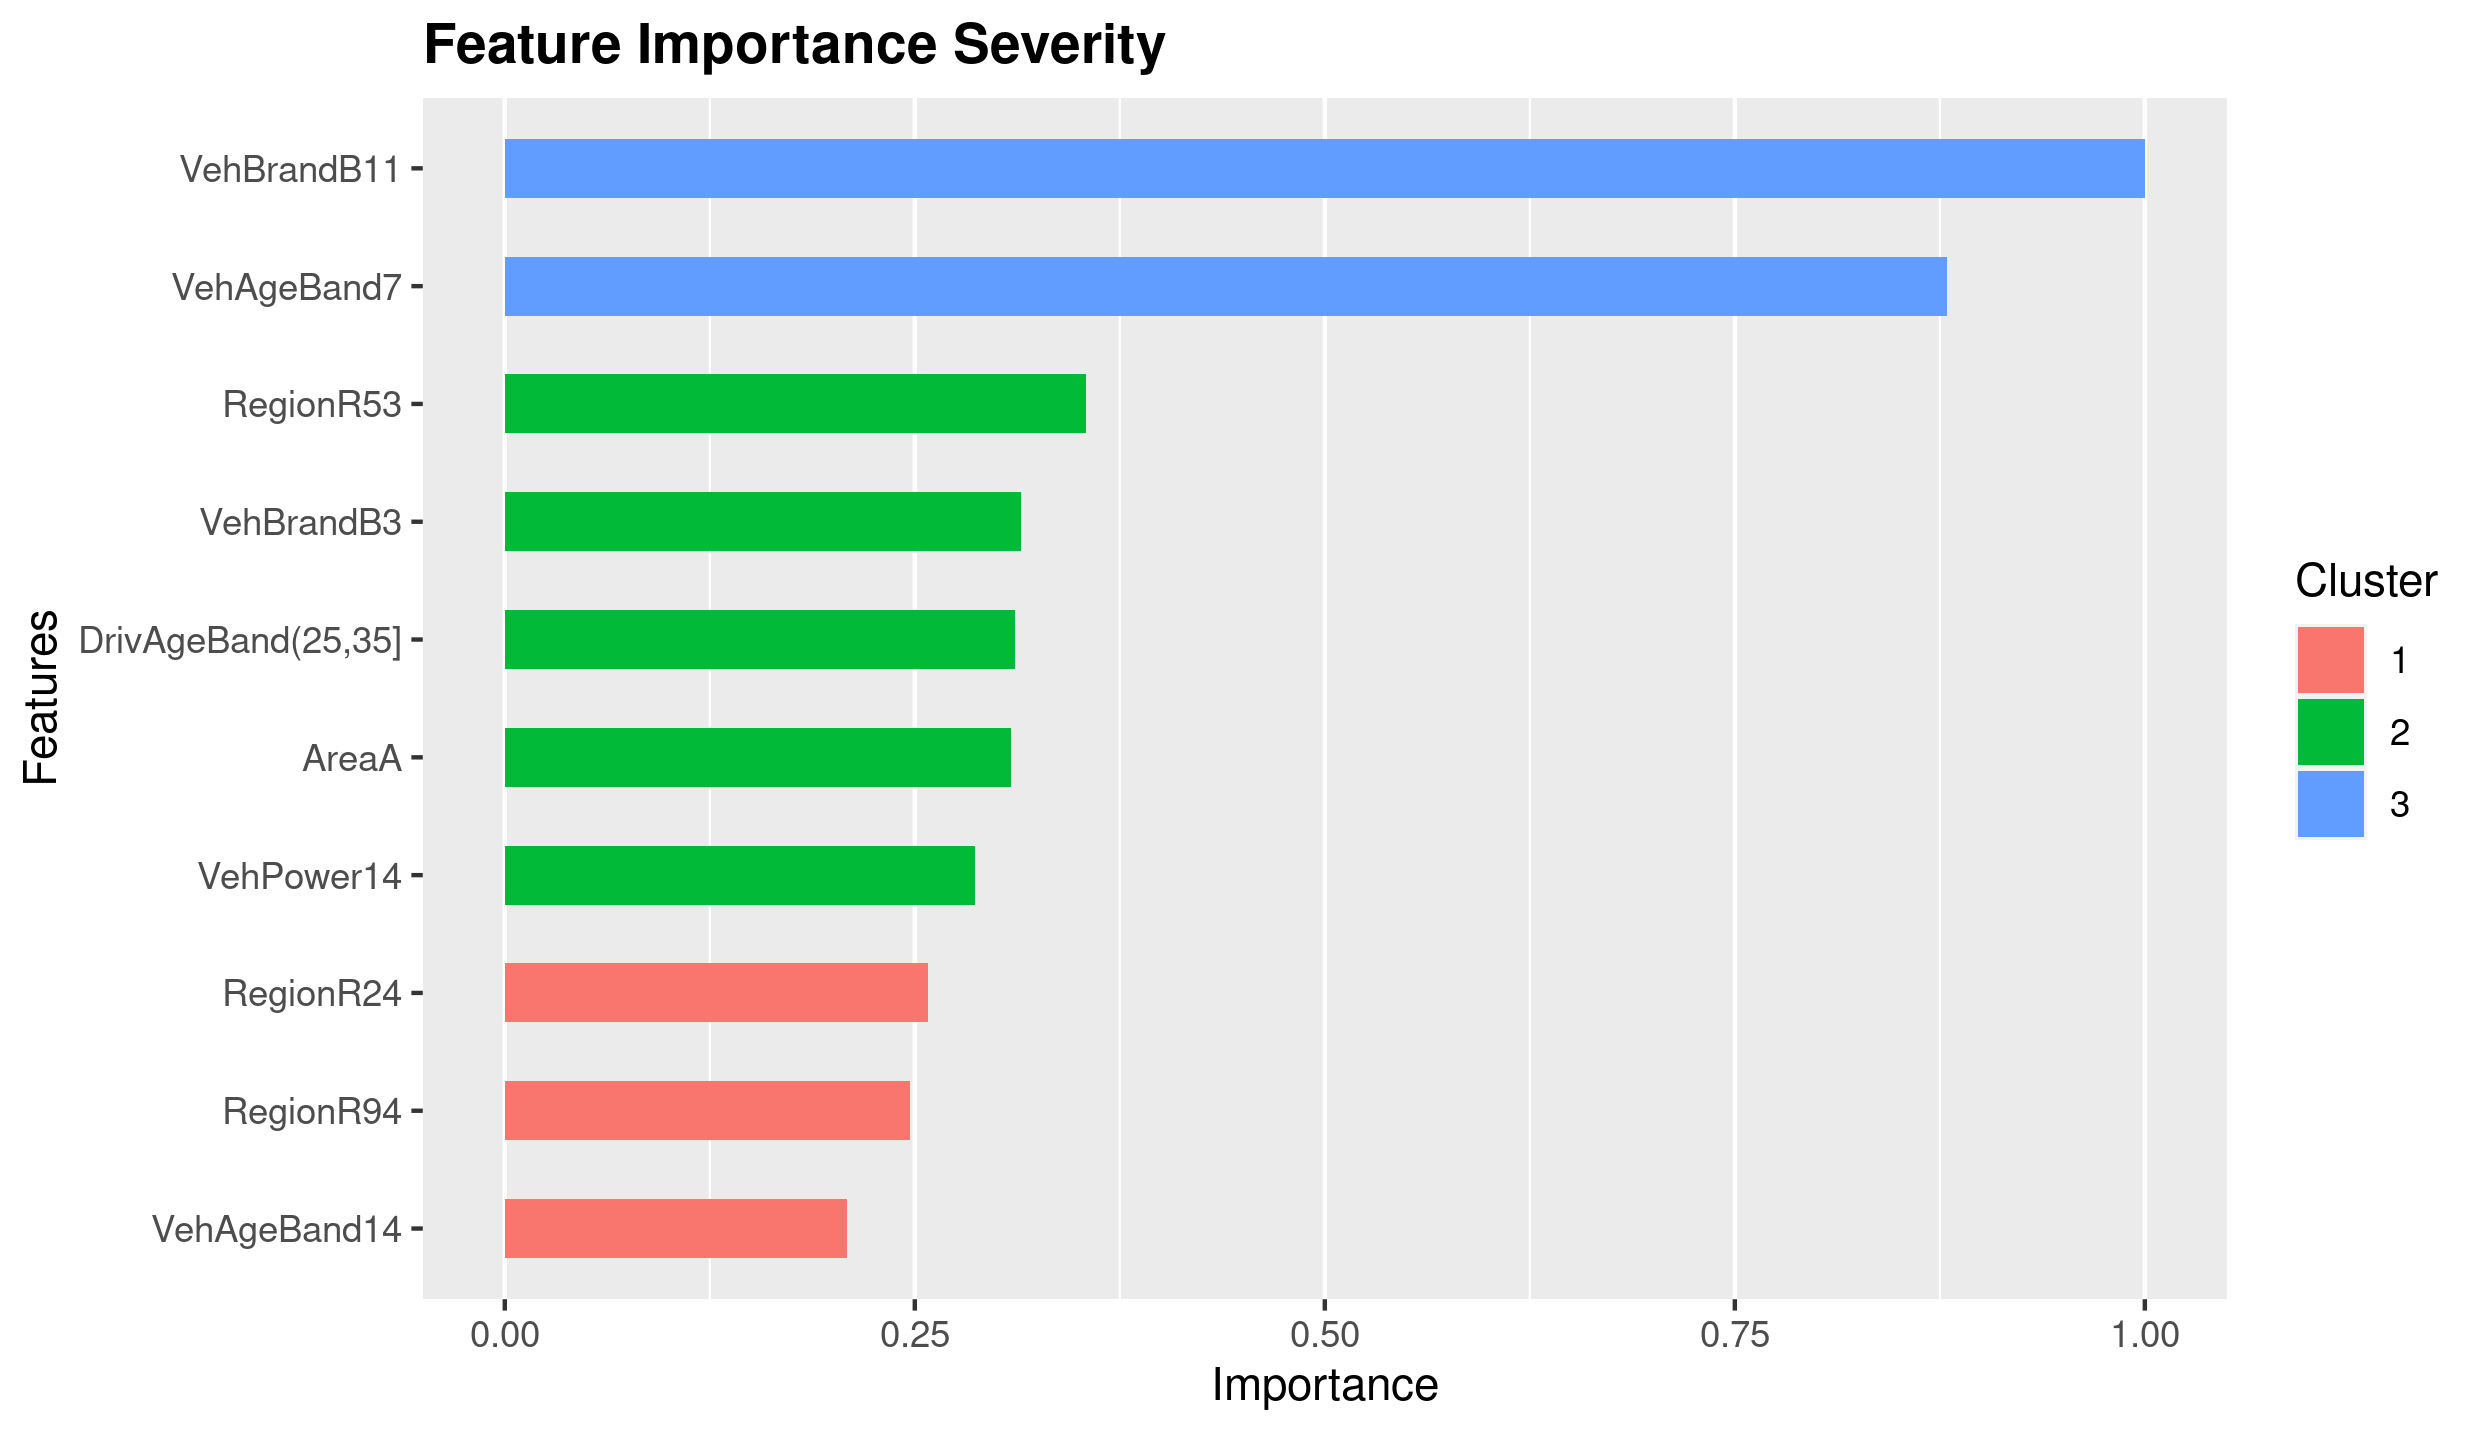 Feature Importance Severity
VehBrandB11
VehAgeBand7
RegionR53
VehBrandB3
DrivAgeBand(25,35]
AreaA
VehPower14
RegionR24
RegionR94
VehAgeBand14
Features
0.00 0.25 0.50 0.75 1.00
Importance
Cluster
1
2
3